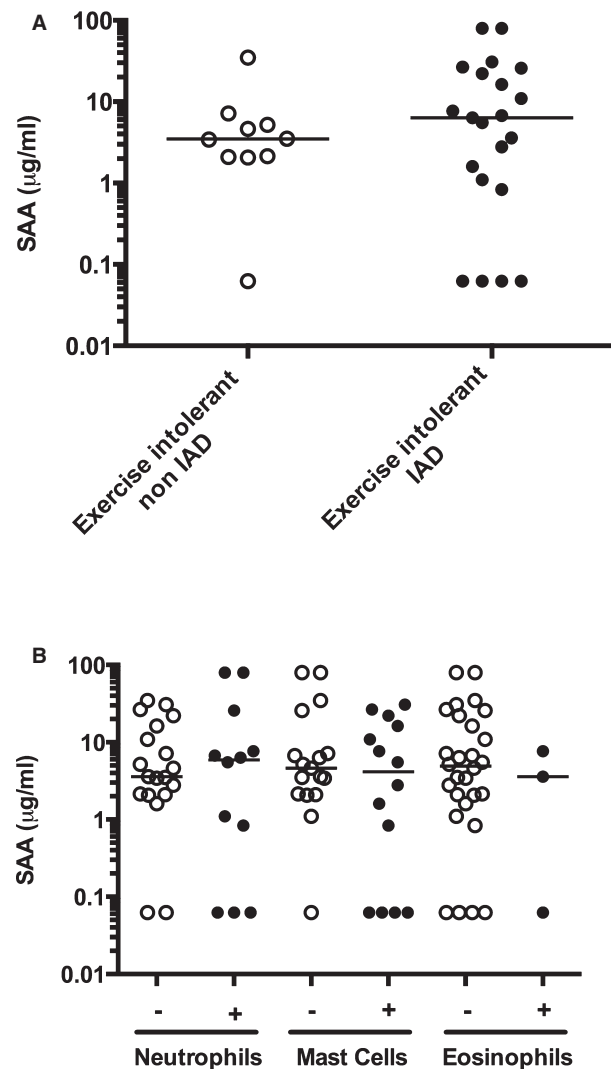 A
100
10
1
0.1
0.01
SAA (µg/ml)
Exercise intolerant
non IAD
Exercise intolerant
IAD
B
100
10
1
0.1
0.01
SAA (µg/ml)
- + - + - +
Neutrophils Mast Cells Eosinophils